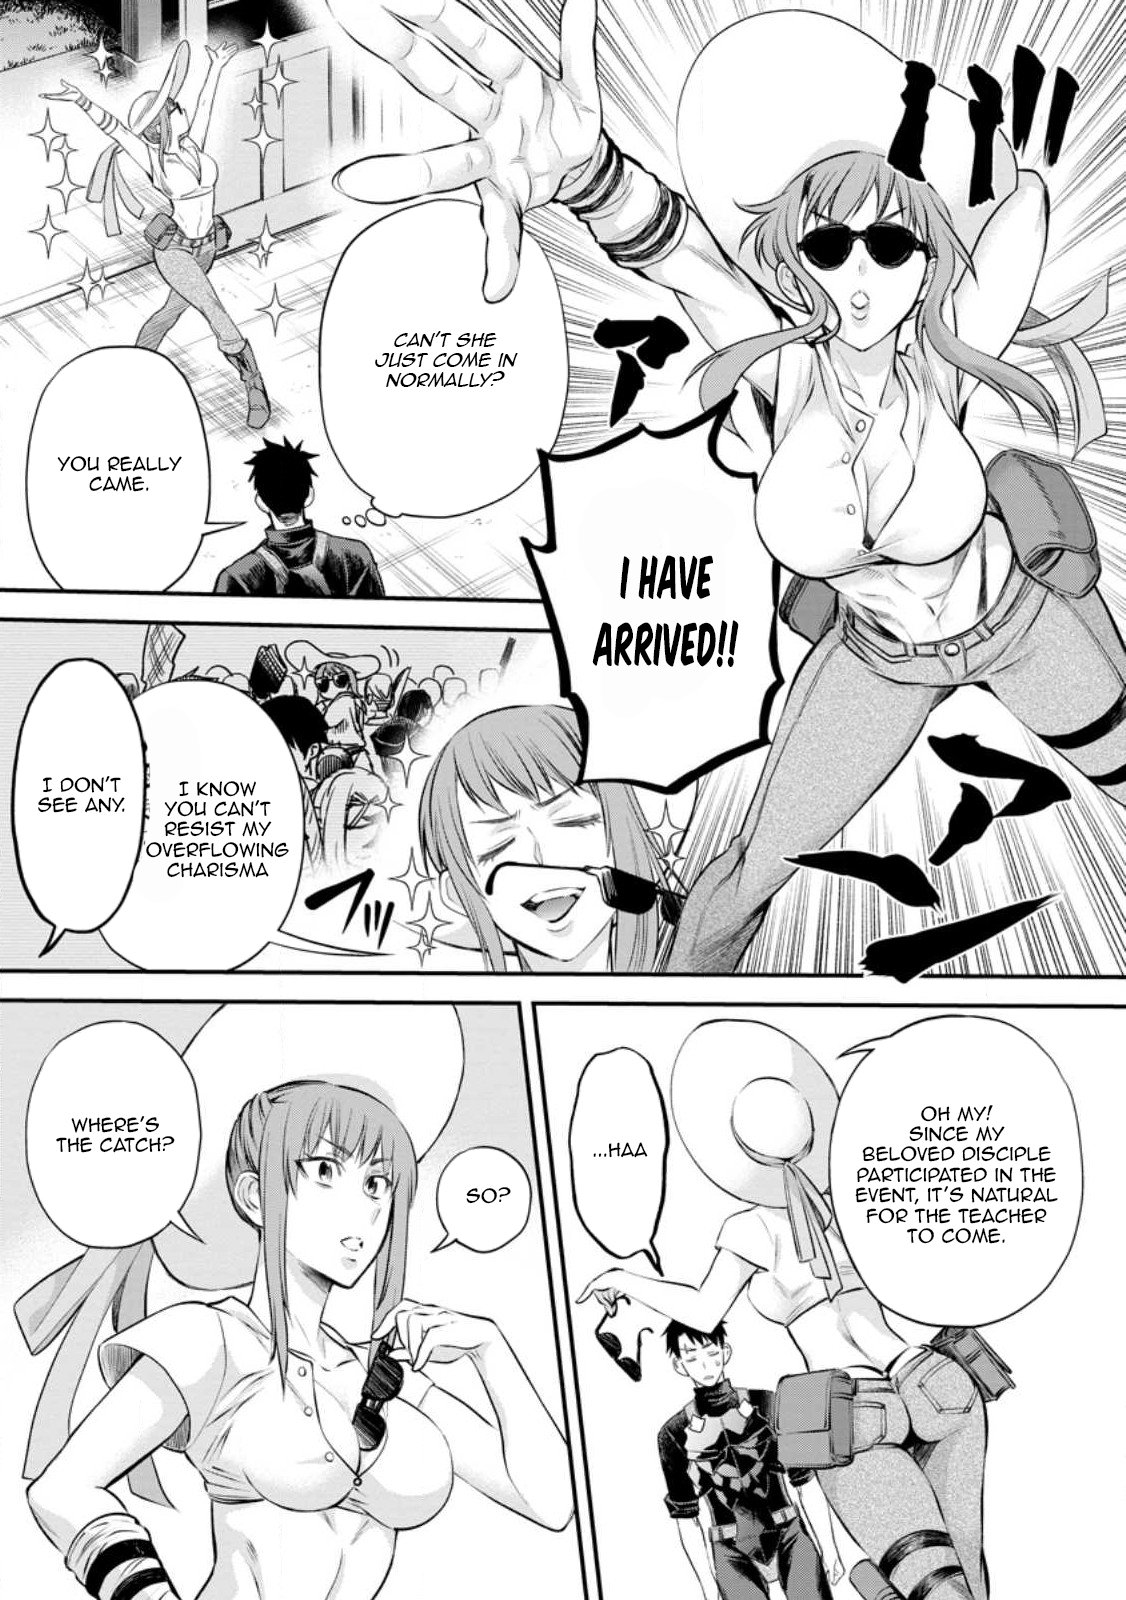 I HAVE
ARRIVED!!
CAN'T SHE
JUST COME IN
NORMALLY?
YOU REALLY
CAME.
I KNOW
YOU CAN'T
RESIST MY
OVERFLOWING
CHARISMA
I DON'T
SEE ANY.
OH MY!
SINCE MY
BELOVED DISCIPLE
PARTICIPATED IN THE
EVENT, IT'S NATURAL
FOR THE TEACHER
TO COME.
...HAA
SO?
WHERE'S
THE CATCH?